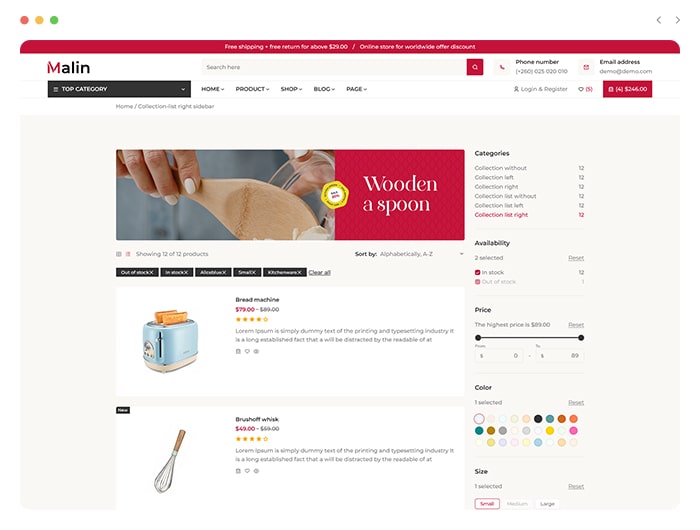 Free shipping + free return for above $29.00 / Online store for worldwide offer discount
Malin
Search here
Phone number
(+260) 025 020 010
Email address
demo@demo.com
TOP CATEGORY
HOME
PRODUCT
SHOP
BLOG
PAGE
Login & Register
(5)
(4) $246.00
Home / Collection-list right sidebar
Wooden
a spoon
Showing 12 of 12 products
Sort by: Alphabetically, A-Z
Out of stock
In stock
Aliceblue
Small
Kitchenware
Clear all
Bread machine
$79.00 - $89.00
Lorem Ipsum is simply dummy text of the printing and typesetting industry It
is a long established fact that a will be distracted by the readable of at
New
Brushoff whisk
$49.00 - $59.00
Lorem Ipsum is simply dummy text of the printing and typesetting industry It
is a long established fact that a will be distracted by the readable of at
Categories
Collection without 12
Collection left 12
Collection right 12
Collection list without 12
Collection list left 12
Collection list right 12
Availability
2 selected Reset
In stock 12
Out of stock 1
Price
The highest price is $89.00 Reset
From
To
$ 0 - $ 89
Color
1 selected Reset
Size
1 selected Reset
Small Medium Large